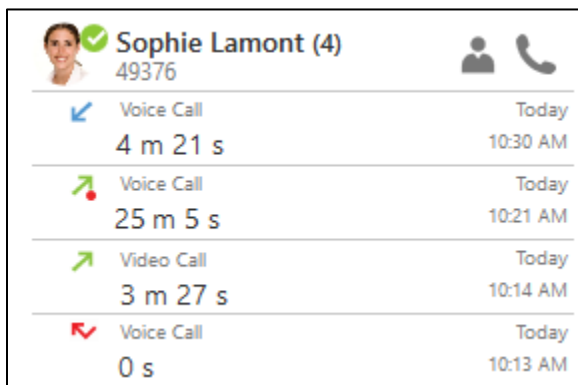 Sophie Lamont (4)
49376
Voice Call Today
4 m 21 s 10:30 AM
Voice Call Today
25 m 5 s 10:21 AM
Video Call Today
3 m 27 s 10:14 AM
Voice Call Today
0 s 10:13 AM